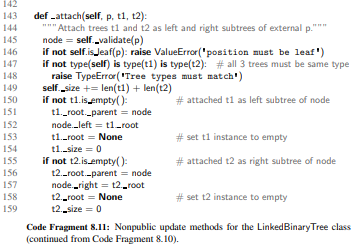 142
143 def _attach(self, p, t1, t2):
144 """Attach trees t1 and t2 as left and right subtrees of external p."""
145 node = self._validate(p)
146 if not self.is_leaf(p): raise ValueError('position must be leaf')
147 if not type(self) is type(t1) is type(t2): # all 3 trees must be same type
148 raise TypeError('Tree types must match')
149 self._size += len(t1) + len(t2)
150 if not t1.is_empty( ): # attached t1 as left subtree of node
151 t1._root._parent = node
152 node._left = t1._root
153 t1._root = None # set t1 instance to empty
154 t1._size = 0
155 if not t2.is_empty( ): # attached t2 as right subtree of node
156 t2._root._parent = node
157 node._right = t2._root
158 t2._root = None # set t2 instance to empty
159 t2._size = 0
Code Fragment 8.11: Nonpublic update methods for the LinkedBinaryTree class
(continued from Code Fragment 8.10).